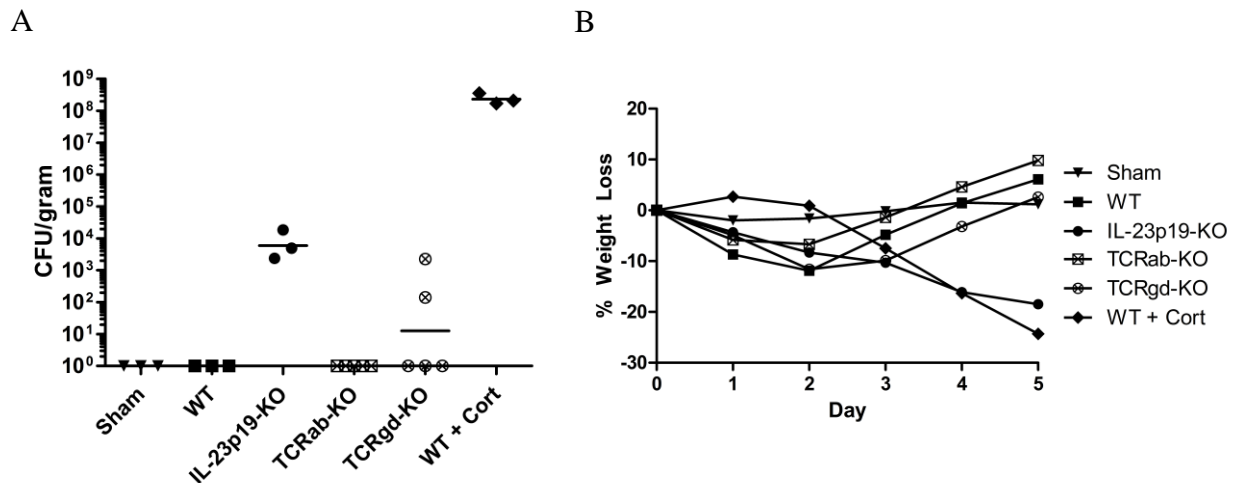 A
B
10⁹
10⁸
10⁷
10⁶
10⁵
10⁴
10³
10²
10¹
10⁰
CFU/gram
Sham
WT
IL-23p19-KO
TCRab-KO
TCRgd-KO
WT + Cort
20
10
0
-10
-20
-30
% Weight Loss
0
1
2
3
4
5
Day
Sham
WT
IL-23p19-KO
TCRab-KO
TCRgd-KO
WT + Cort